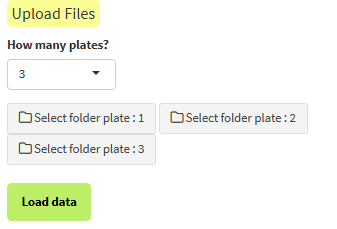 Upload Files
How many plates?
3
Select folder plate : 1 Select folder plate : 2
Select folder plate : 3
Load data